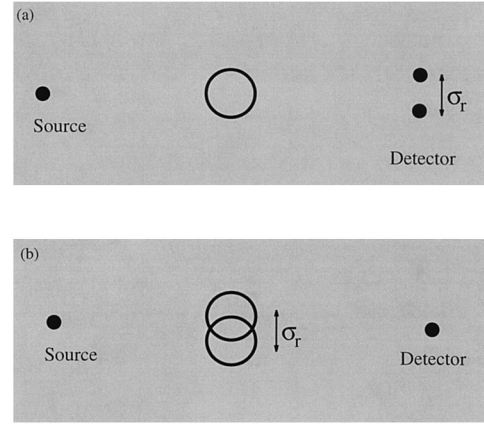 (a)
Source
σr
Detector
(b)
Source
σr
Detector